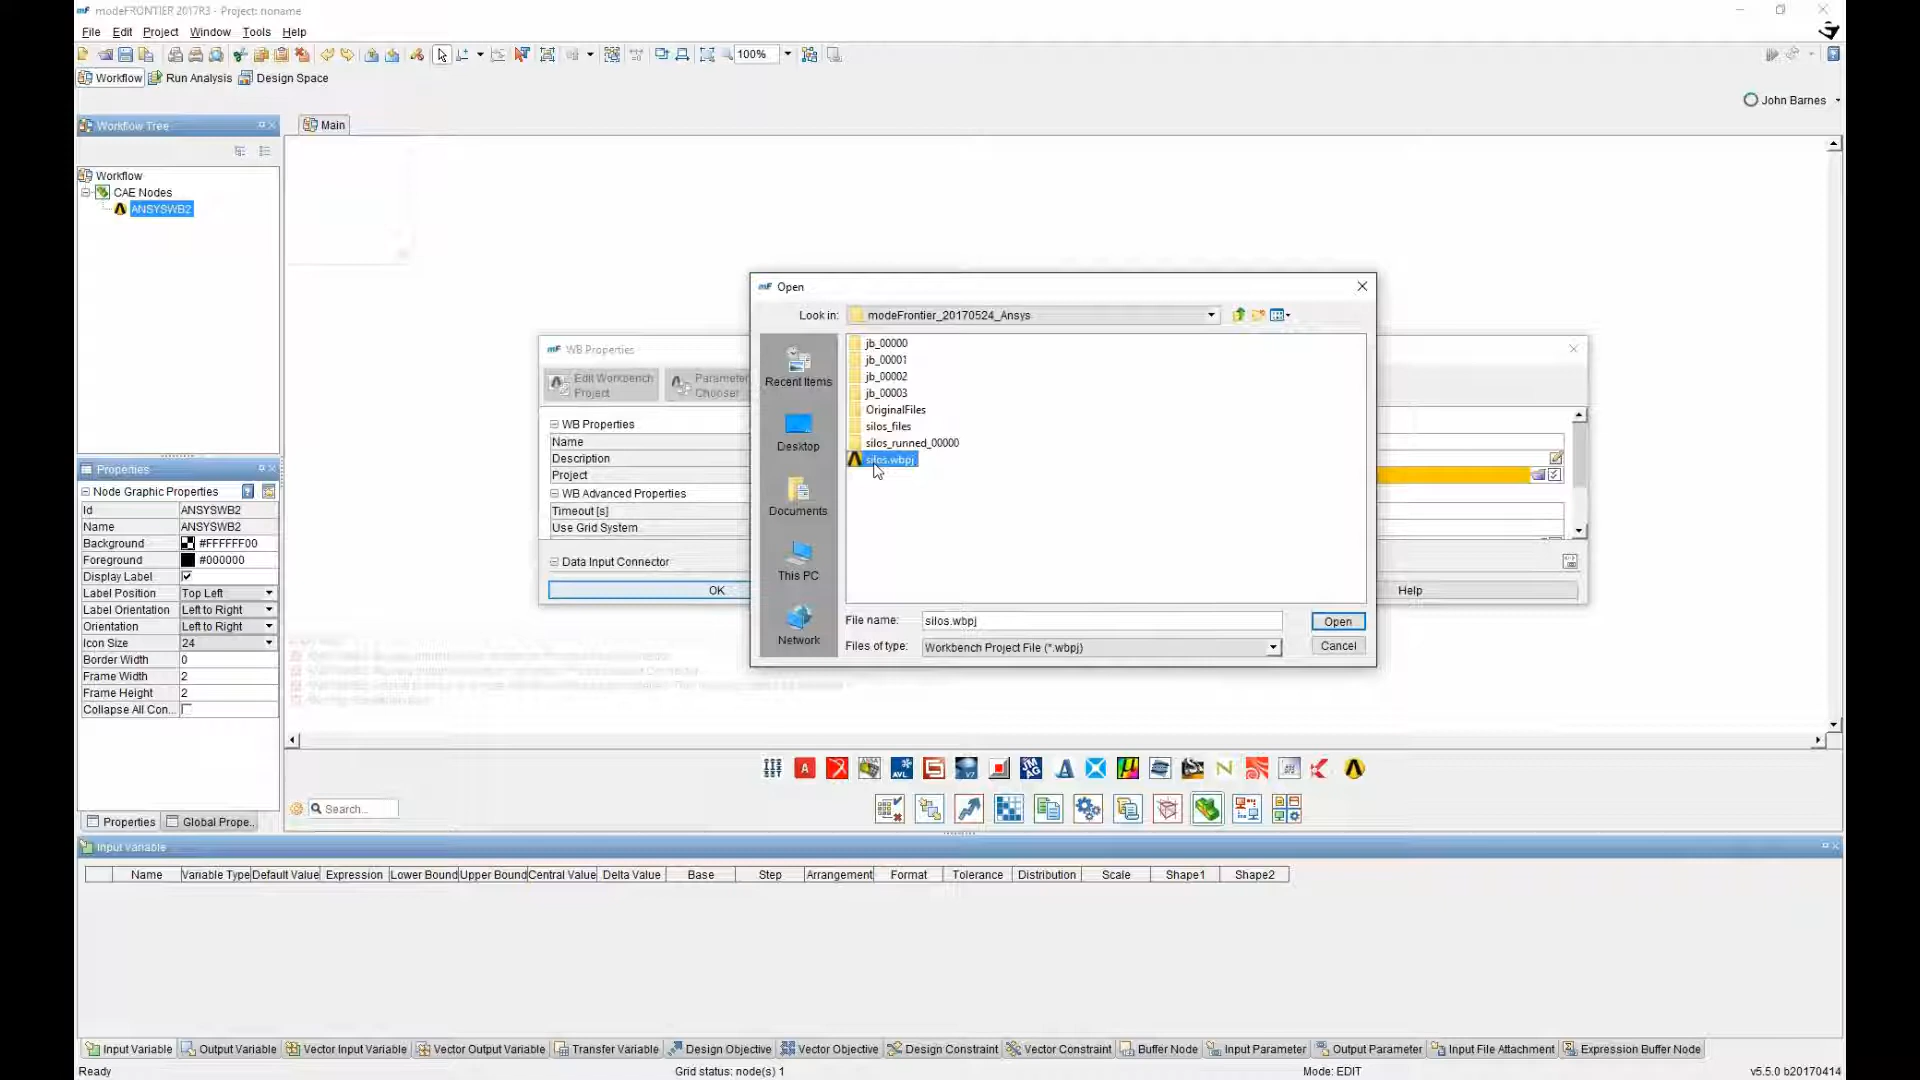 modeFRONTIER 2017R3 - Project: noname
File Edit Project Window Tools Help
100%
Workflow Run Analysis Design Space
John Barnes
Workflow Tree
Main
Workflow
CAE Nodes
ANSYSWB2
Open
Look in: modeFrontier_20170524_Ansys
jb_00000
jb_00001
jb_00002
jb_00003
OriginalFiles
silos_files
silos_runned_00000
silos.wbpj
Recent Items
Desktop
Documents
This PC
Network
File name: silos.wbpj Open
Files of type: Workbench Project File (*.wbpj) Cancel
WB Properties
Edit Workbench Project
Parameter Chooser
WB Properties
Name
Description
Project
WB Advanced Properties
Timeout [s]
Use Grid System
Data Input Connector
OK Help
Properties
Node Graphic Properties
Id ANSYSWB2
Name ANSYSWB2
Background #FFFFFF00
Foreground #000000
Display Label
Label Position Top Left
Label Orientation Left to Right
Orientation Left to Right
Icon Size 24
Border Width 0
Frame Width 2
Frame Height 2
Collapse All Con...
Properties Global Prope..
Search...
Input Variable
Name Variable Type Default Value Expression Lower Bound Upper Bound Central Value Delta Value Base Step Arrangement Format Tolerance Distribution Scale Shape1 Shape2
Input Variable Output Variable Vector Input Variable Vector Output Variable Transfer Variable Design Objective Vector Objective Design Constraint Vector Constraint Buffer Node Input Parameter Output Parameter Input File Attachment Expression Buffer Node
Ready Grid status: node(s) 1 Mode: EDIT v5.5.0 b20170414